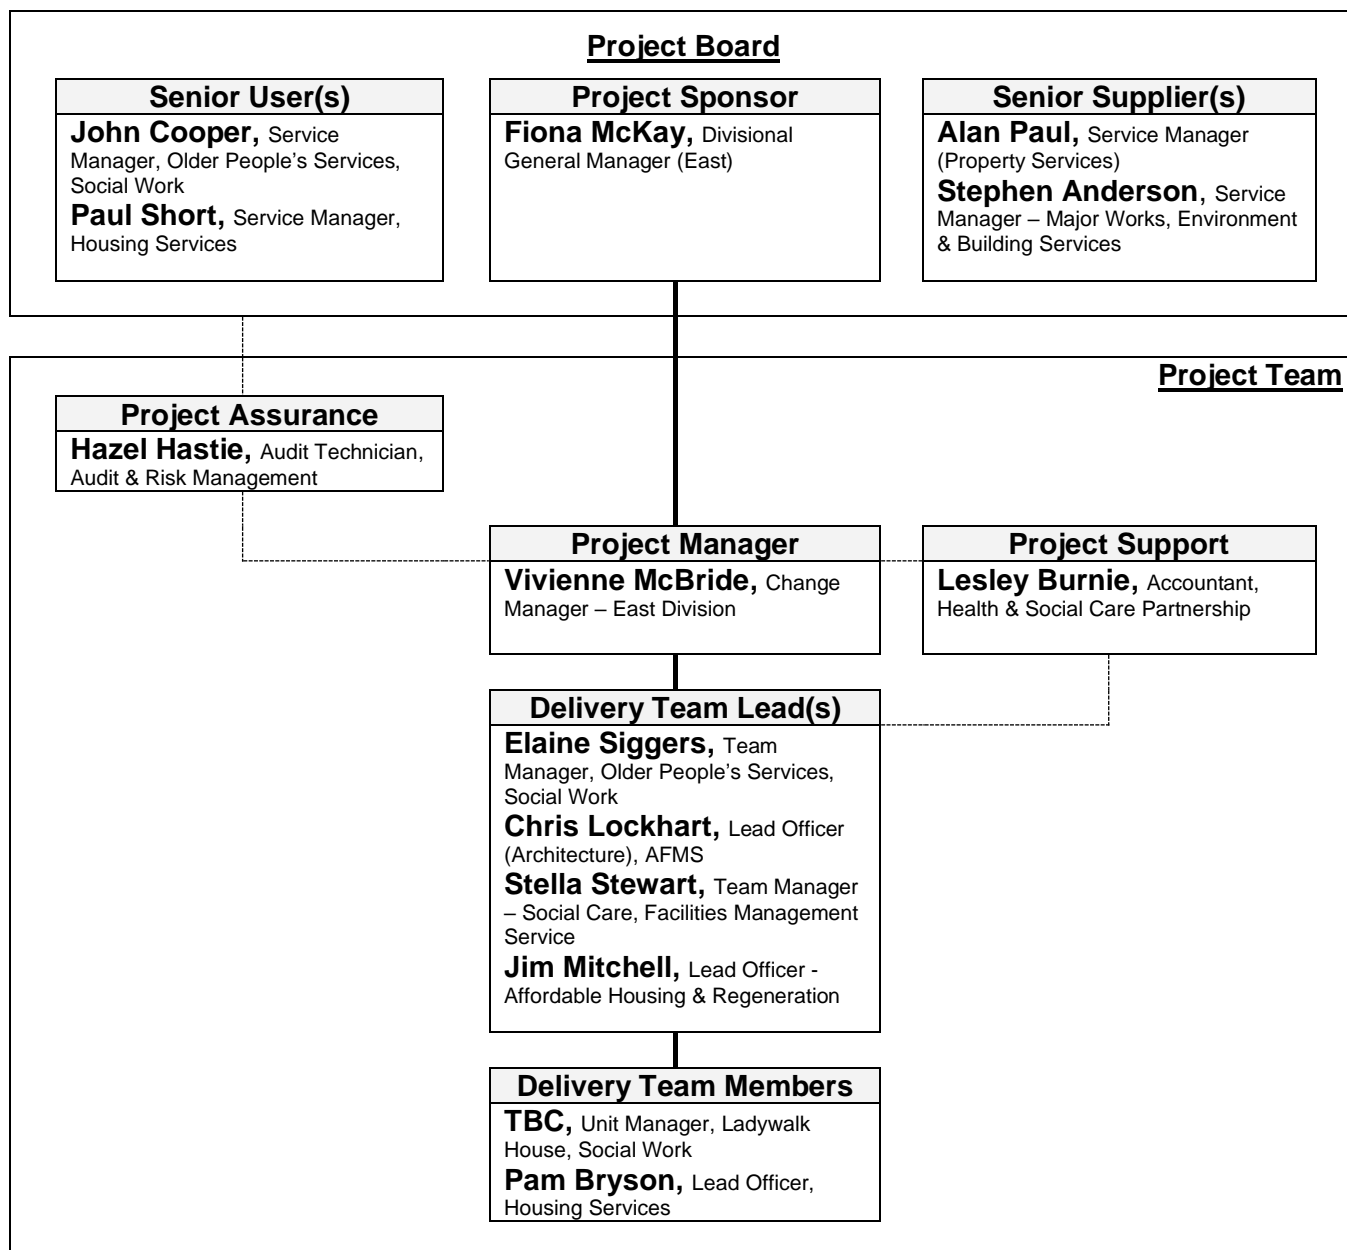 Project Board
Senior User(s)
John Cooper, Service
Manager, Older People's Services,
Social Work
Paul Short, Service Manager,
Housing Services
Project Sponsor
Fiona McKay, Divisional
General Manager (East)
Senior Supplier(s)
Alan Paul, Service Manager
(Property Services)
Stephen Anderson, Service
Manager – Major Works, Environment
& Building Services
Project Team
Project Assurance
Hazel Hastie, Audit Technician,
Audit & Risk Management
Project Manager
Vivienne McBride, Change
Manager – East Division
Project Support
Lesley Burnie, Accountant,
Health & Social Care Partnership
Delivery Team Lead(s)
Elaine Siggers, Team
Manager, Older People's Services,
Social Work
Chris Lockhart, Lead Officer
(Architecture), AFMS
Stella Stewart, Team Manager
– Social Care, Facilities Management
Service
Jim Mitchell, Lead Officer -
Affordable Housing & Regeneration
Delivery Team Members
TBC, Unit Manager, Ladywalk
House, Social Work
Pam Bryson, Lead Officer,
Housing Services